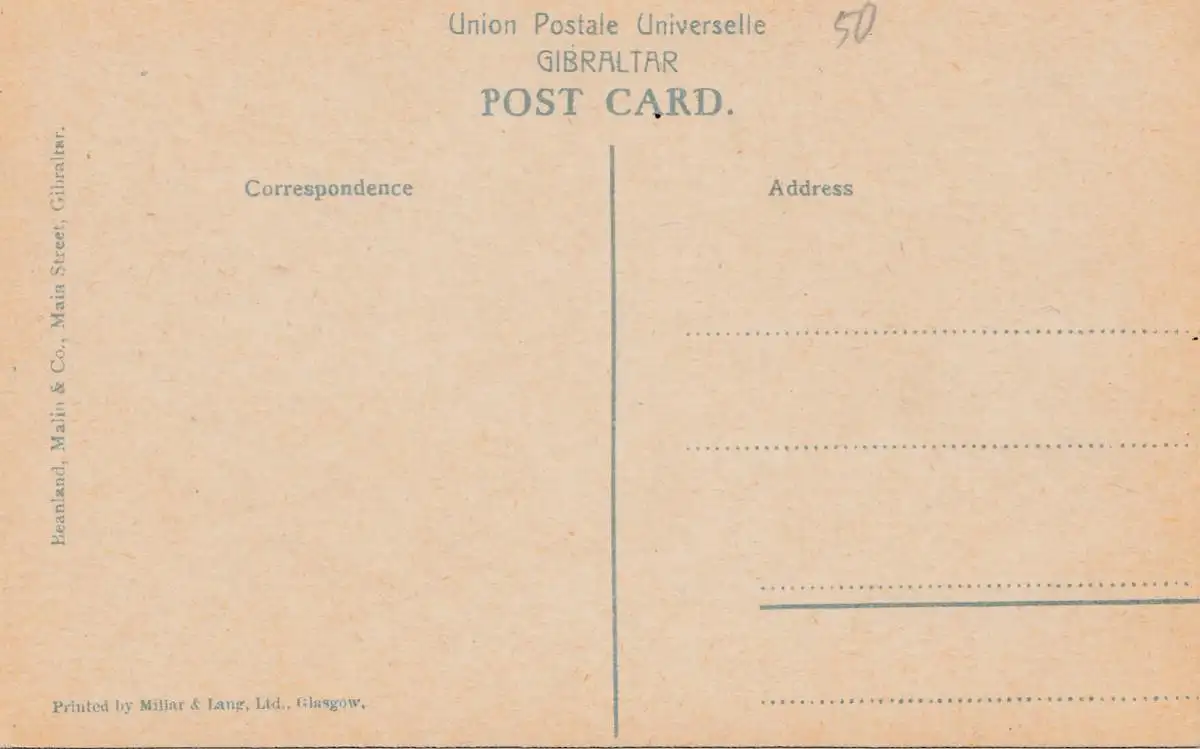 Union Postale Universelle
50
GIBRALTAR
POST CARD.
Correspondence
Address
Beanland, Malin & Co., Main Street, Gibraltar.
Printed by Millar & Lang, Ltd., Glasgow.